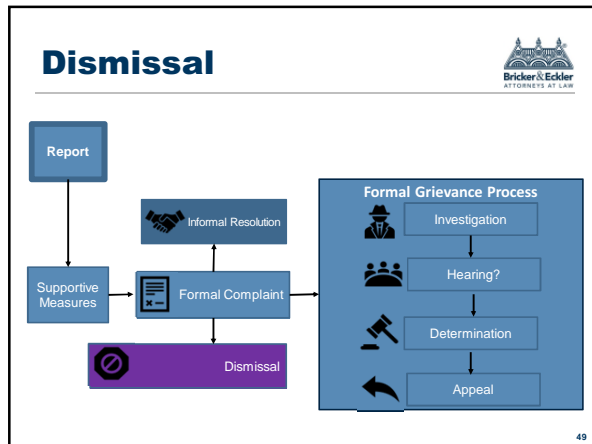 Dismissal
Bricker&Eckler
ATTORNEYS AT LAW
Report
Formal Grievance Process
Informal Resolution
Investigation
Supportive
Measures
Formal Complaint
Hearing?
Determination
Dismissal
Appeal
49